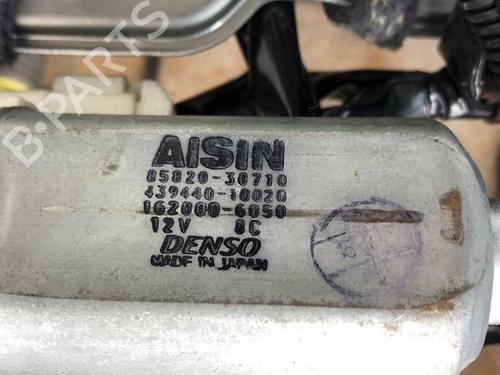 AISIN
85820-30710
439440-10020
162000-6050
12V 8C
DENSO
MADE IN JAPAN
B-PARTS